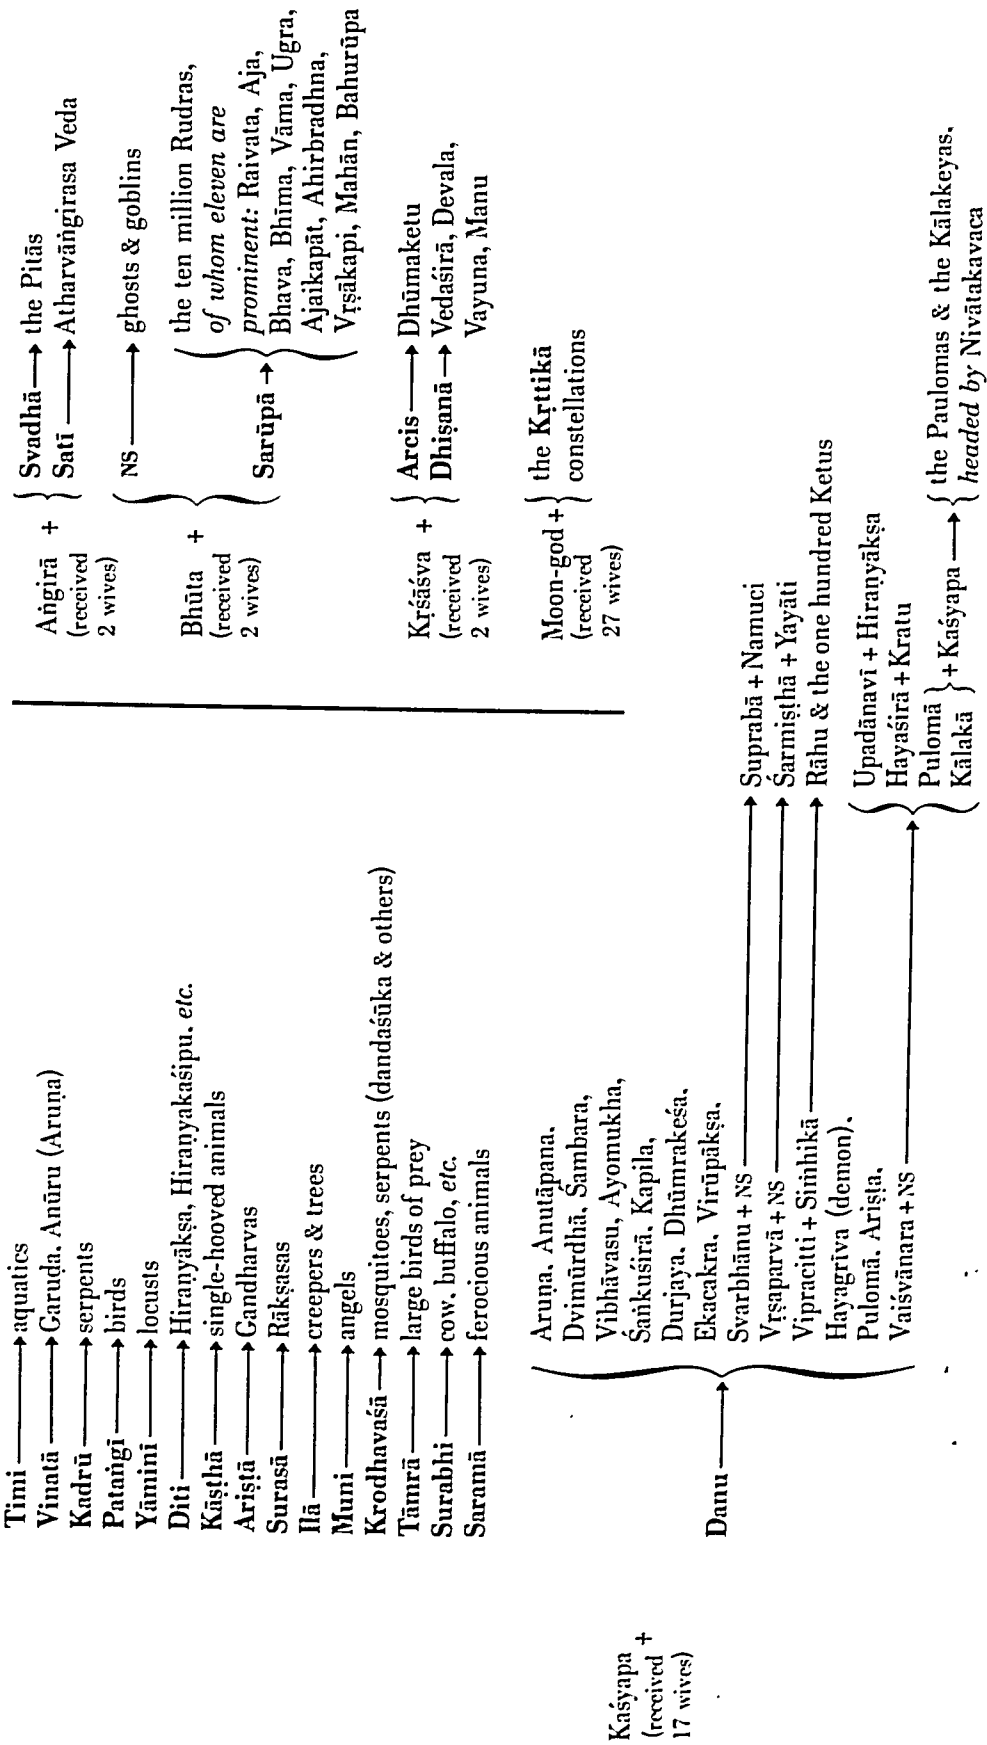 Timi → aquatics
Vinatā → Garuḍa. Anūru (Aruṇa)
Kadrū → serpents
Pataṅgī → birds
Yāminī → locusts
Diti → Hiraṇyākṣa, Hiraṇyakaśipu. etc.
Kāṣṭhā → single-hooved animals
Ariṣṭā → Gandharvas
Surasā → Rākṣasas
Ilā → creepers & trees
Muni → angels
Krodhavaśā → mosquitoes, serpents (dandaśūka & others)
Tāmrā → large birds of prey
Surabhi → cow. buffalo, etc.
Saramā → ferocious animals
Kaśyapa +
(received
17 wives)
Danu →
Aruṇa. Anutāpana.
Dvimūrdhā. Śambara,
Vibhāvasu, Ayomukha,
Śaṅkuśirā. Kapila,
Durjaya. Dhūmrakeśa.
Ekacakra. Virūpākṣa.
Svarbhānu + NS → Suprabā + Namuci
Vṛṣaparvā + NS → Śarmiṣṭhā + Yayāti
Vipracitti + Siṁhikā → Rāhu & the one hundred Ketus
Hayagrīva (demon).
Pulomā. Ariṣṭa.
Vaiśvānara + NS →
Upadānavī + Hiraṇyākṣa
Hayaśirā + Kratu
Pulomā
Kālakā
+ Kaśyapa →
the Paulomas & the Kālakeyas.
headed by Nivātakavaca
Aṅgirā +
(received
2 wives)
Svadhā → the Pitās
Satī → Atharvāṅgirasa Veda
Bhūta +
(received
2 wives)
NS → ghosts & goblins
Sarūpā →
the ten million Rudras,
of whom eleven are
prominent: Raivata, Aja,
Bhava, Bhīma, Vāma, Ugra,
Ajaikapāt, Ahirbradhna,
Vṛṣākapi, Mahān, Bahurūpa
Kṛśāśva +
(received
2 wives)
Arcis → Dhūmaketu
Dhiṣaṇā → Vedaśirā, Devala,
Vayuna, Manu
Moon-god +
(received
27 wives)
the Kṛttikā
constellations